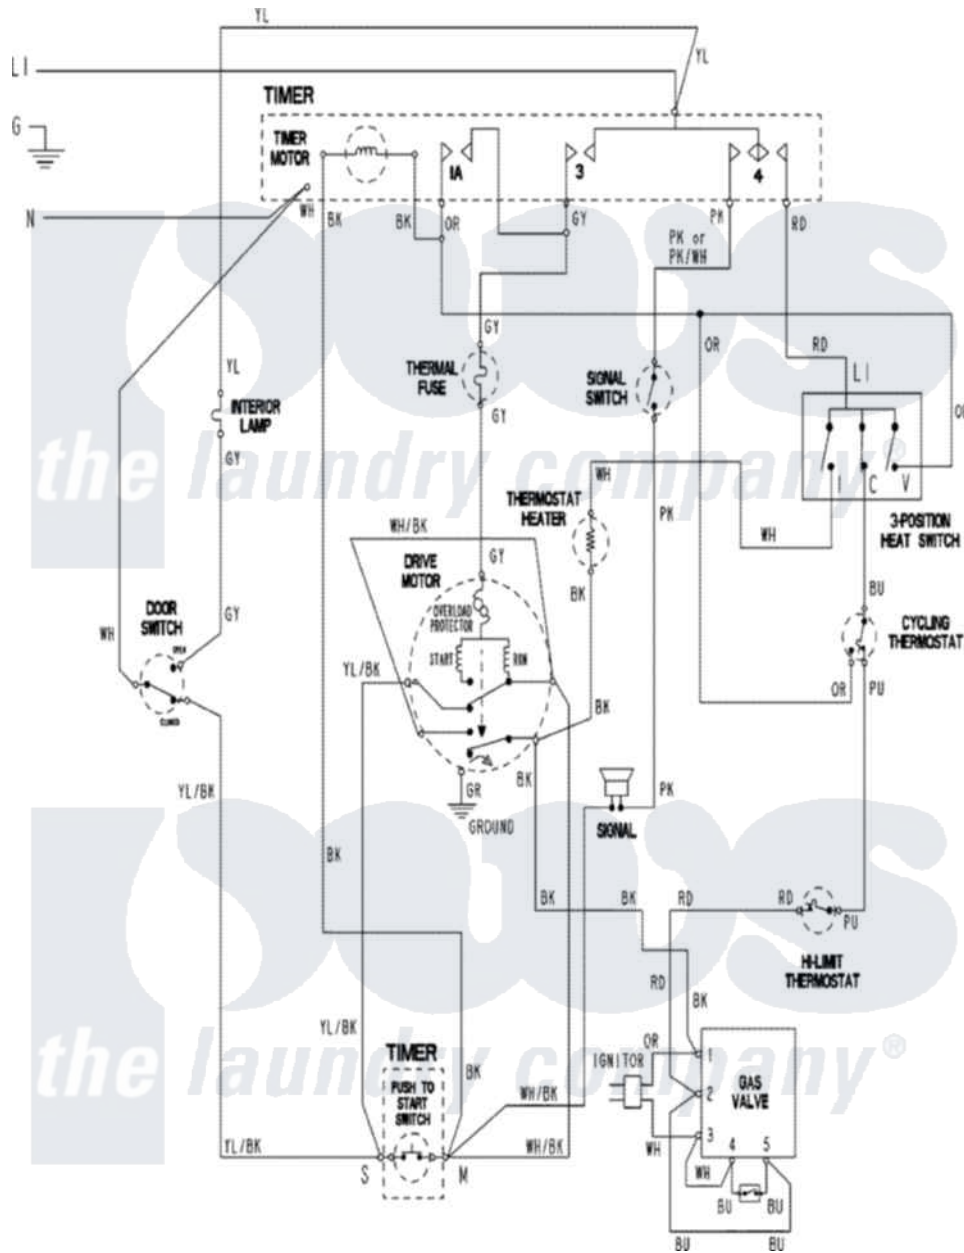 YL
YL
L1
TIMER
G
TIMER
MOTOR
1A
3
4
N
WH
BK
BK
OR
GY
PK
RD
PK or
PK/WH
GY
OR
RD
L1
YL
THERMAL
FUSE
SIGNAL
SWITCH
INTERIOR
LAMP
GY
GY
I
C
V
the laundry company®
WH
THERMOSTAT
HEATER
PK
WH
3-POSITION
HEAT SWITCH
WH/BK
GY
DRIVE
MOTOR
BK
BU
DOOR
SWITCH
GY
WH
OVERLOAD
PROTECTOR
CYCLING
THERMOSTAT
OPEN
START
RUN
YL/BK
OR
PU
BK
CLOSED
BK
GR
GROUND
YL/BK
PK
SIGNAL
BK
BK
BK
RD
RD
PU
HI-LIMIT
THERMOSTAT
RD
BK
YL/BK
OR
the laundry company®
TIMER
IGNITOR
1
GAS
VALVE
PUSH TO
START
SWITCH
BK
WH/BK
2
3
YL/BK
WH/BK
WH
4
5
S
M
WH
BU
BU
BU
BU